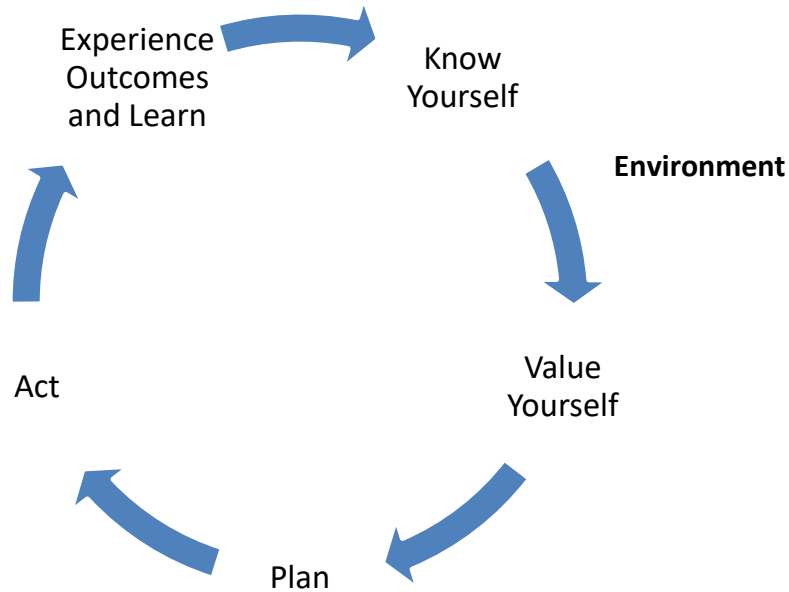 Experience
Outcomes
and Learn
Know
Yourself
Environment
Value
Yourself
Plan
Act